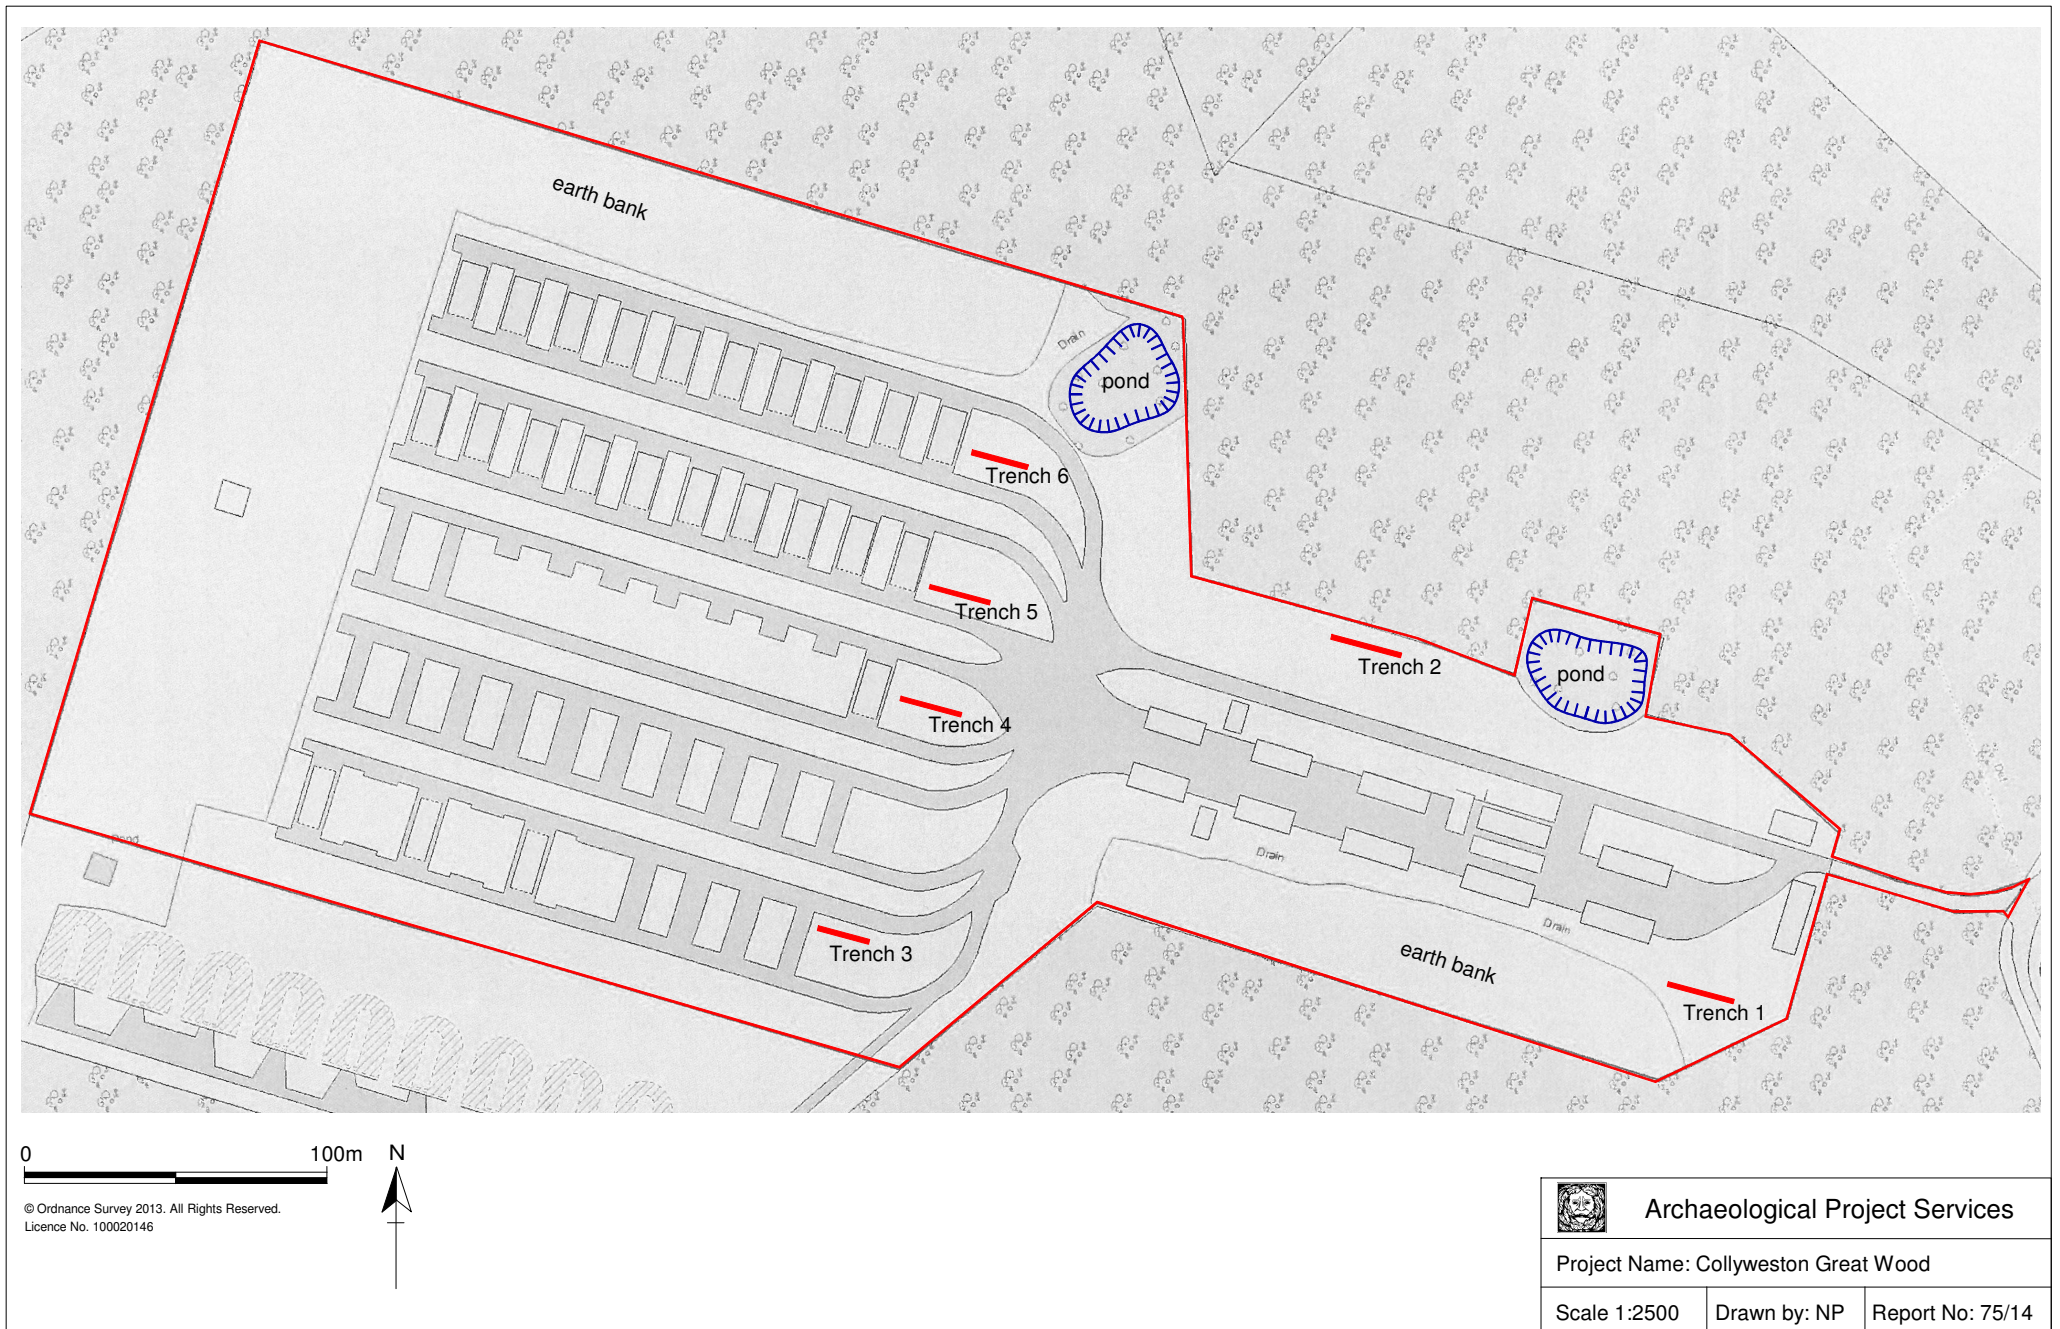 earth bank
Drain
pond
Trench 6
Trench 5
Trench 2
pond
Trench 4
Pond
Drain
Drain
earth bank
Trench 3
Trench 1
0
100m
N
© Ordnance Survey 2013. All Rights Reserved.
Licence No. 100020146
Archaeological Project Services
Project Name: Collyweston Great Wood
Scale 1:2500
Drawn by: NP
Report No: 75/14